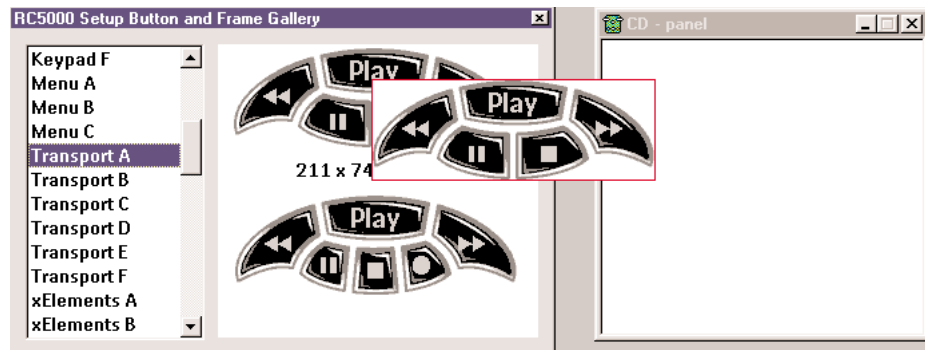 RC5000 Setup Button and Frame Gallery
Keypad F
Menu A
Menu B
Menu C
Transport A
Transport B
Transport C
Transport D
Transport E
Transport F
xElements A
xElements B
Play
Play
211 x 74
Play
CD - panel